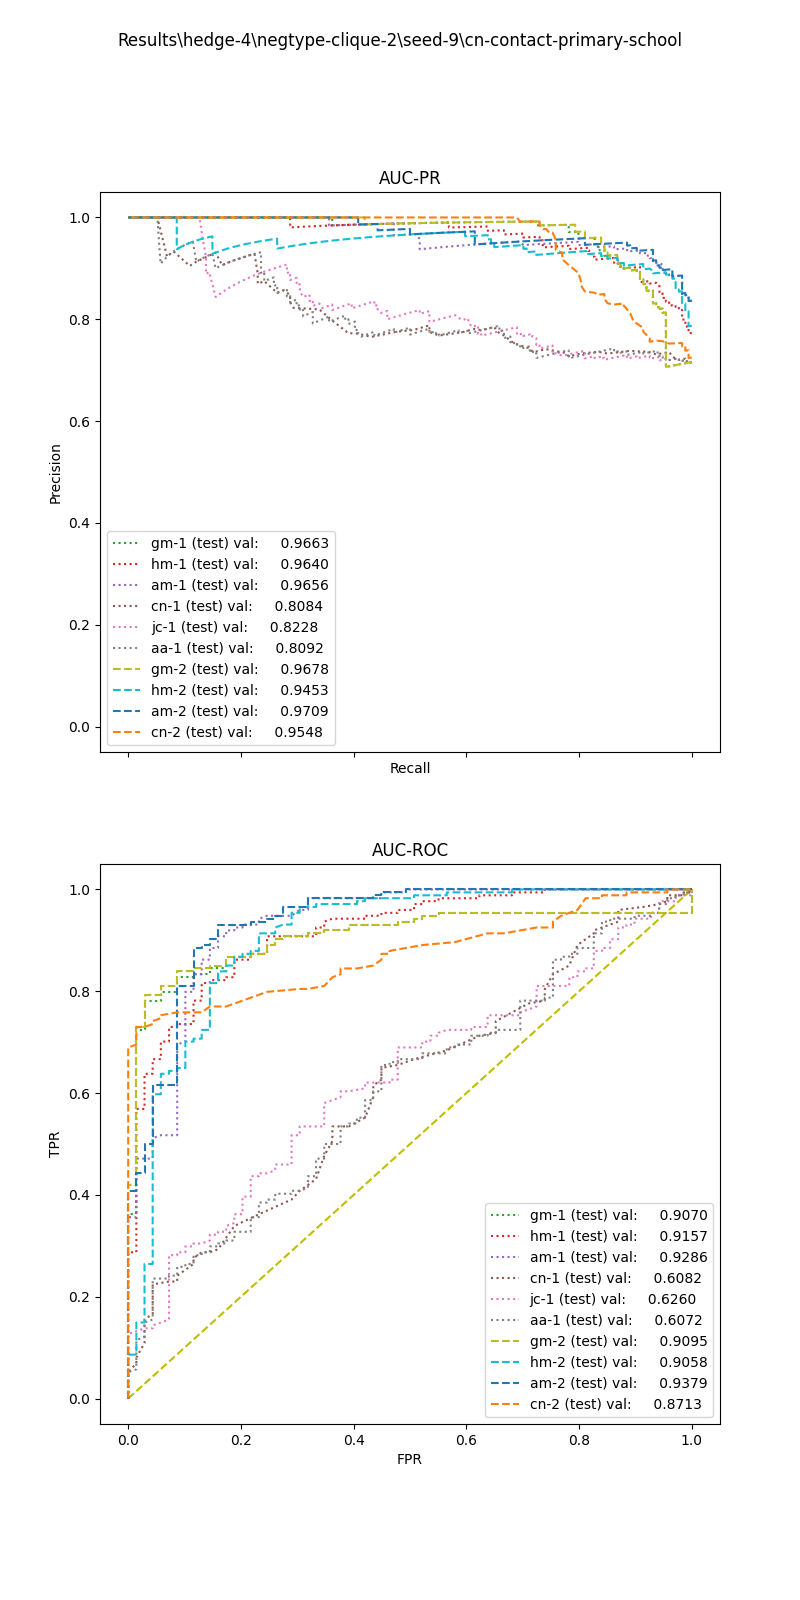 Results\hedge-4\negtype-clique-2\seed-9\cn-contact-primary-school
AUC-PR
1.0
0.8
0.6
0.4
0.2
0.0
Precision
gm-1 (test) val: 0.9663
hm-1 (test) val: 0.9640
am-1 (test) val: 0.9656
cn-1 (test) val: 0.8084
jc-1 (test) val: 0.8228
aa-1 (test) val: 0.8092
gm-2 (test) val: 0.9678
hm-2 (test) val: 0.9453
am-2 (test) val: 0.9709
cn-2 (test) val: 0.9548
Recall
AUC-ROC
1.0
0.8
0.6
0.4
0.2
0.0
TPR
gm-1 (test) val: 0.9070
hm-1 (test) val: 0.9157
am-1 (test) val: 0.9286
cn-1 (test) val: 0.6082
jc-1 (test) val: 0.6260
aa-1 (test) val: 0.6072
gm-2 (test) val: 0.9095
hm-2 (test) val: 0.9058
am-2 (test) val: 0.9379
cn-2 (test) val: 0.8713
0.0 0.2 0.4 0.6 0.8 1.0
FPR